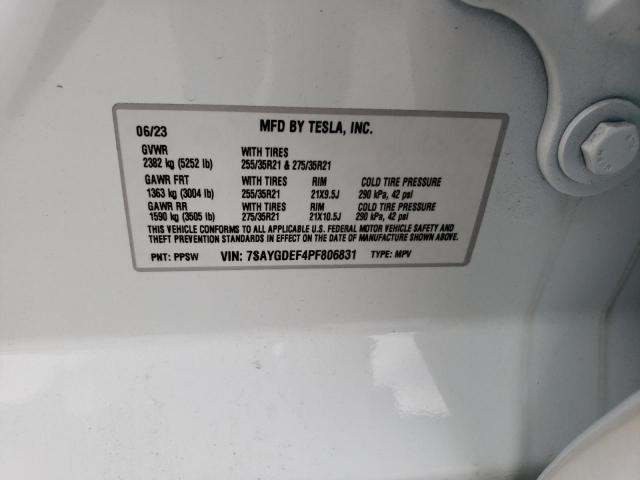 06/23 MFD BY TESLA, INC.
GVWR WITH TIRES
2382 kg (5252 lb) 255/35R21 & 275/35R21
GAWR FRT WITH TIRES RIM COLD TIRE PRESSURE
1363 kg (3004 lb) 255/35R21 21X9.5J 290 kPa, 42 psi
GAWR RR WITH TIRES RIM COLD TIRE PRESSURE
1590 kg (3505 lb) 275/35R21 21X10.5J 290 kPa, 42 psi
THIS VEHICLE CONFORMS TO ALL APPLICABLE U.S. FEDERAL MOTOR VEHICLE SAFETY AND
THEFT PREVENTION STANDARDS IN EFFECT ON THE DATE OF MANUFACTURE SHOWN ABOVE.
PNT: PPSW VIN: 7SAYGDEF4PF806831 TYPE: MPV